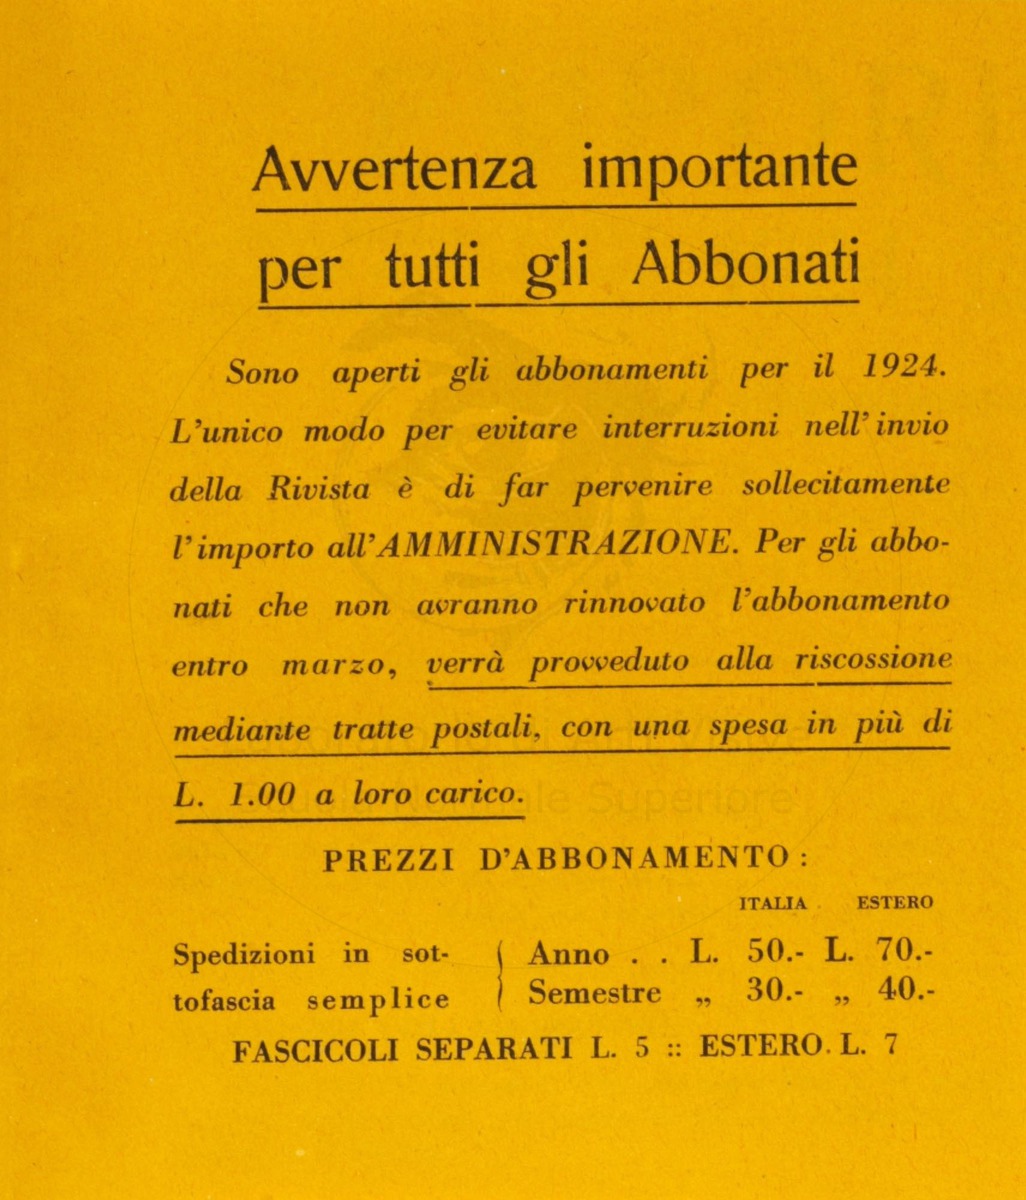 Avvertenza importante
per tutti gli Abbonati
Sono aperti gli abbonamenti per il 1924.
L'unico modo per evitare interruzioni nell'invio
della Rivista è di far pervenire sollecitamente
l'importo all'AMMINISTRAZIONE. Per gli abbo-
nati che non avranno rinnovato l'abbonamento
entro marzo, verrà provveduto alla riscossione
mediante tratte postali, con una spesa in più di
L. 1.00 a loro carico.
PREZZI D'ABBONAMENTO :
ITALIA ESTERO
Spedizioni in sot-
tofascia semplice
Anno . . L. 50.- L. 70.-
Semestre „ 30.- „ 40.-
FASCICOLI SEPARATI L. 5 :: ESTERO. L. 7
Superiore